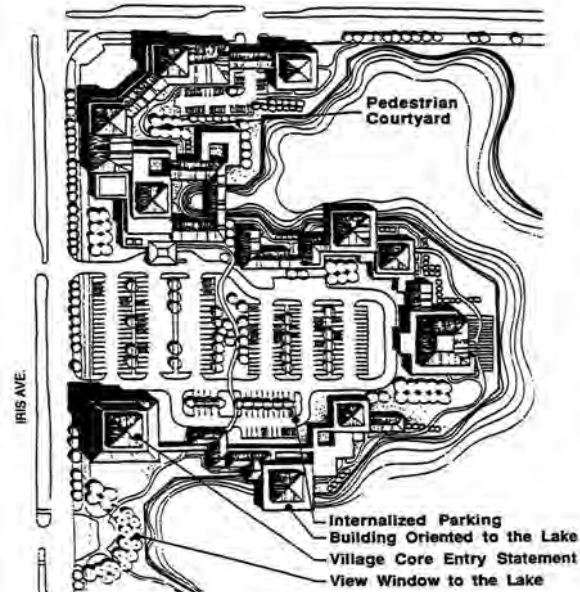 Pedestrian
Courtyard
IRIS AVE.
Internalized Parking
Building Oriented to the Lake
Village Core Entry Statement
View Window to the Lake